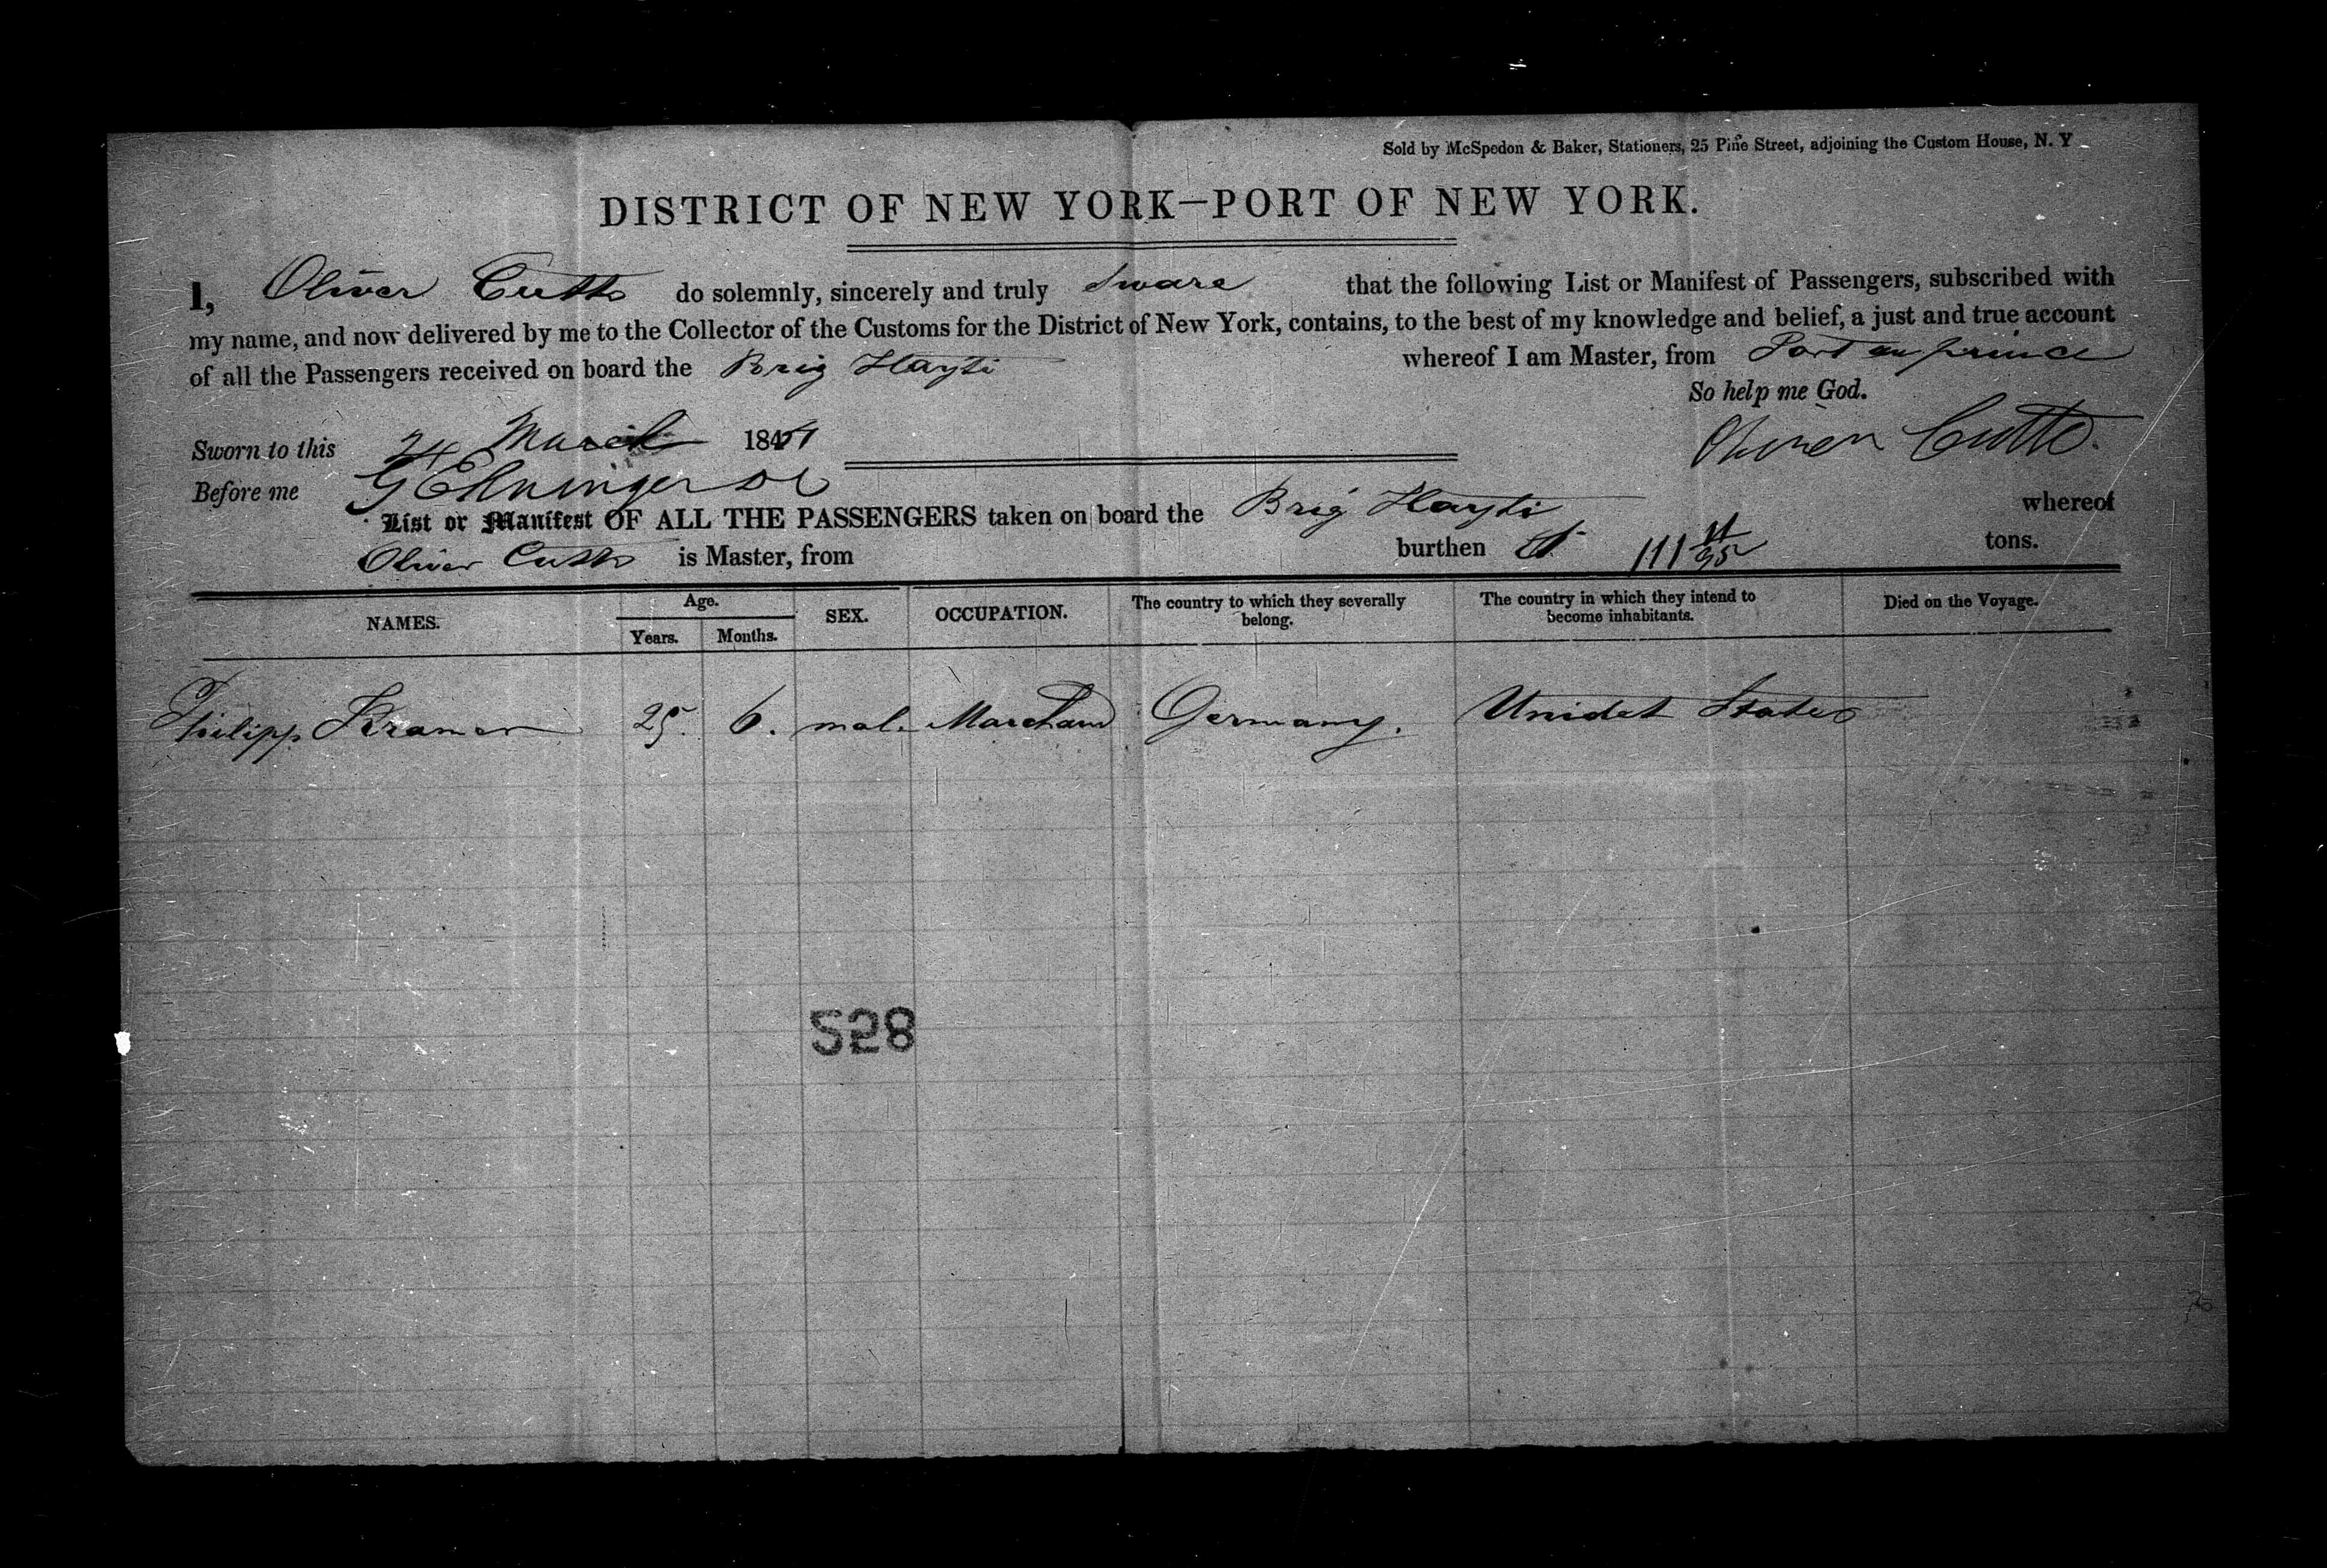 Sold by McSpedon & Baker, Stationers, 25 Pine Street, adjoining the Custom House, N. Y
DISTRICT OF NEW YORK—PORT OF NEW YORK.
I, Oliver Cutts do solemnly, sincerely and truly Sware that the following List or Manifest of Passengers, subscribed with
my name, and now delivered by me to the Collector of the Customs for the District of New York, contains, to the best of my knowledge and belief, a just and true account
of all the Passengers received on board the Brig Hayti whereof I am Master, from Port au prince
So help me God.
Sworn to this 24 March 1851 Oliver Cutts.
Before me G Ehninger
List or Manifest OF ALL THE PASSENGERS taken on board the Brig Hayti whereof
Oliver Cutts is Master, from burthen 111 tons.
NAMES. Age. Years. Months. SEX. OCCUPATION. The country to which they severally belong. The country in which they intend to become inhabitants. Died on the Voyage.
Philipp Kramer 25. 6. male Marchand Germany. Unidet States
528